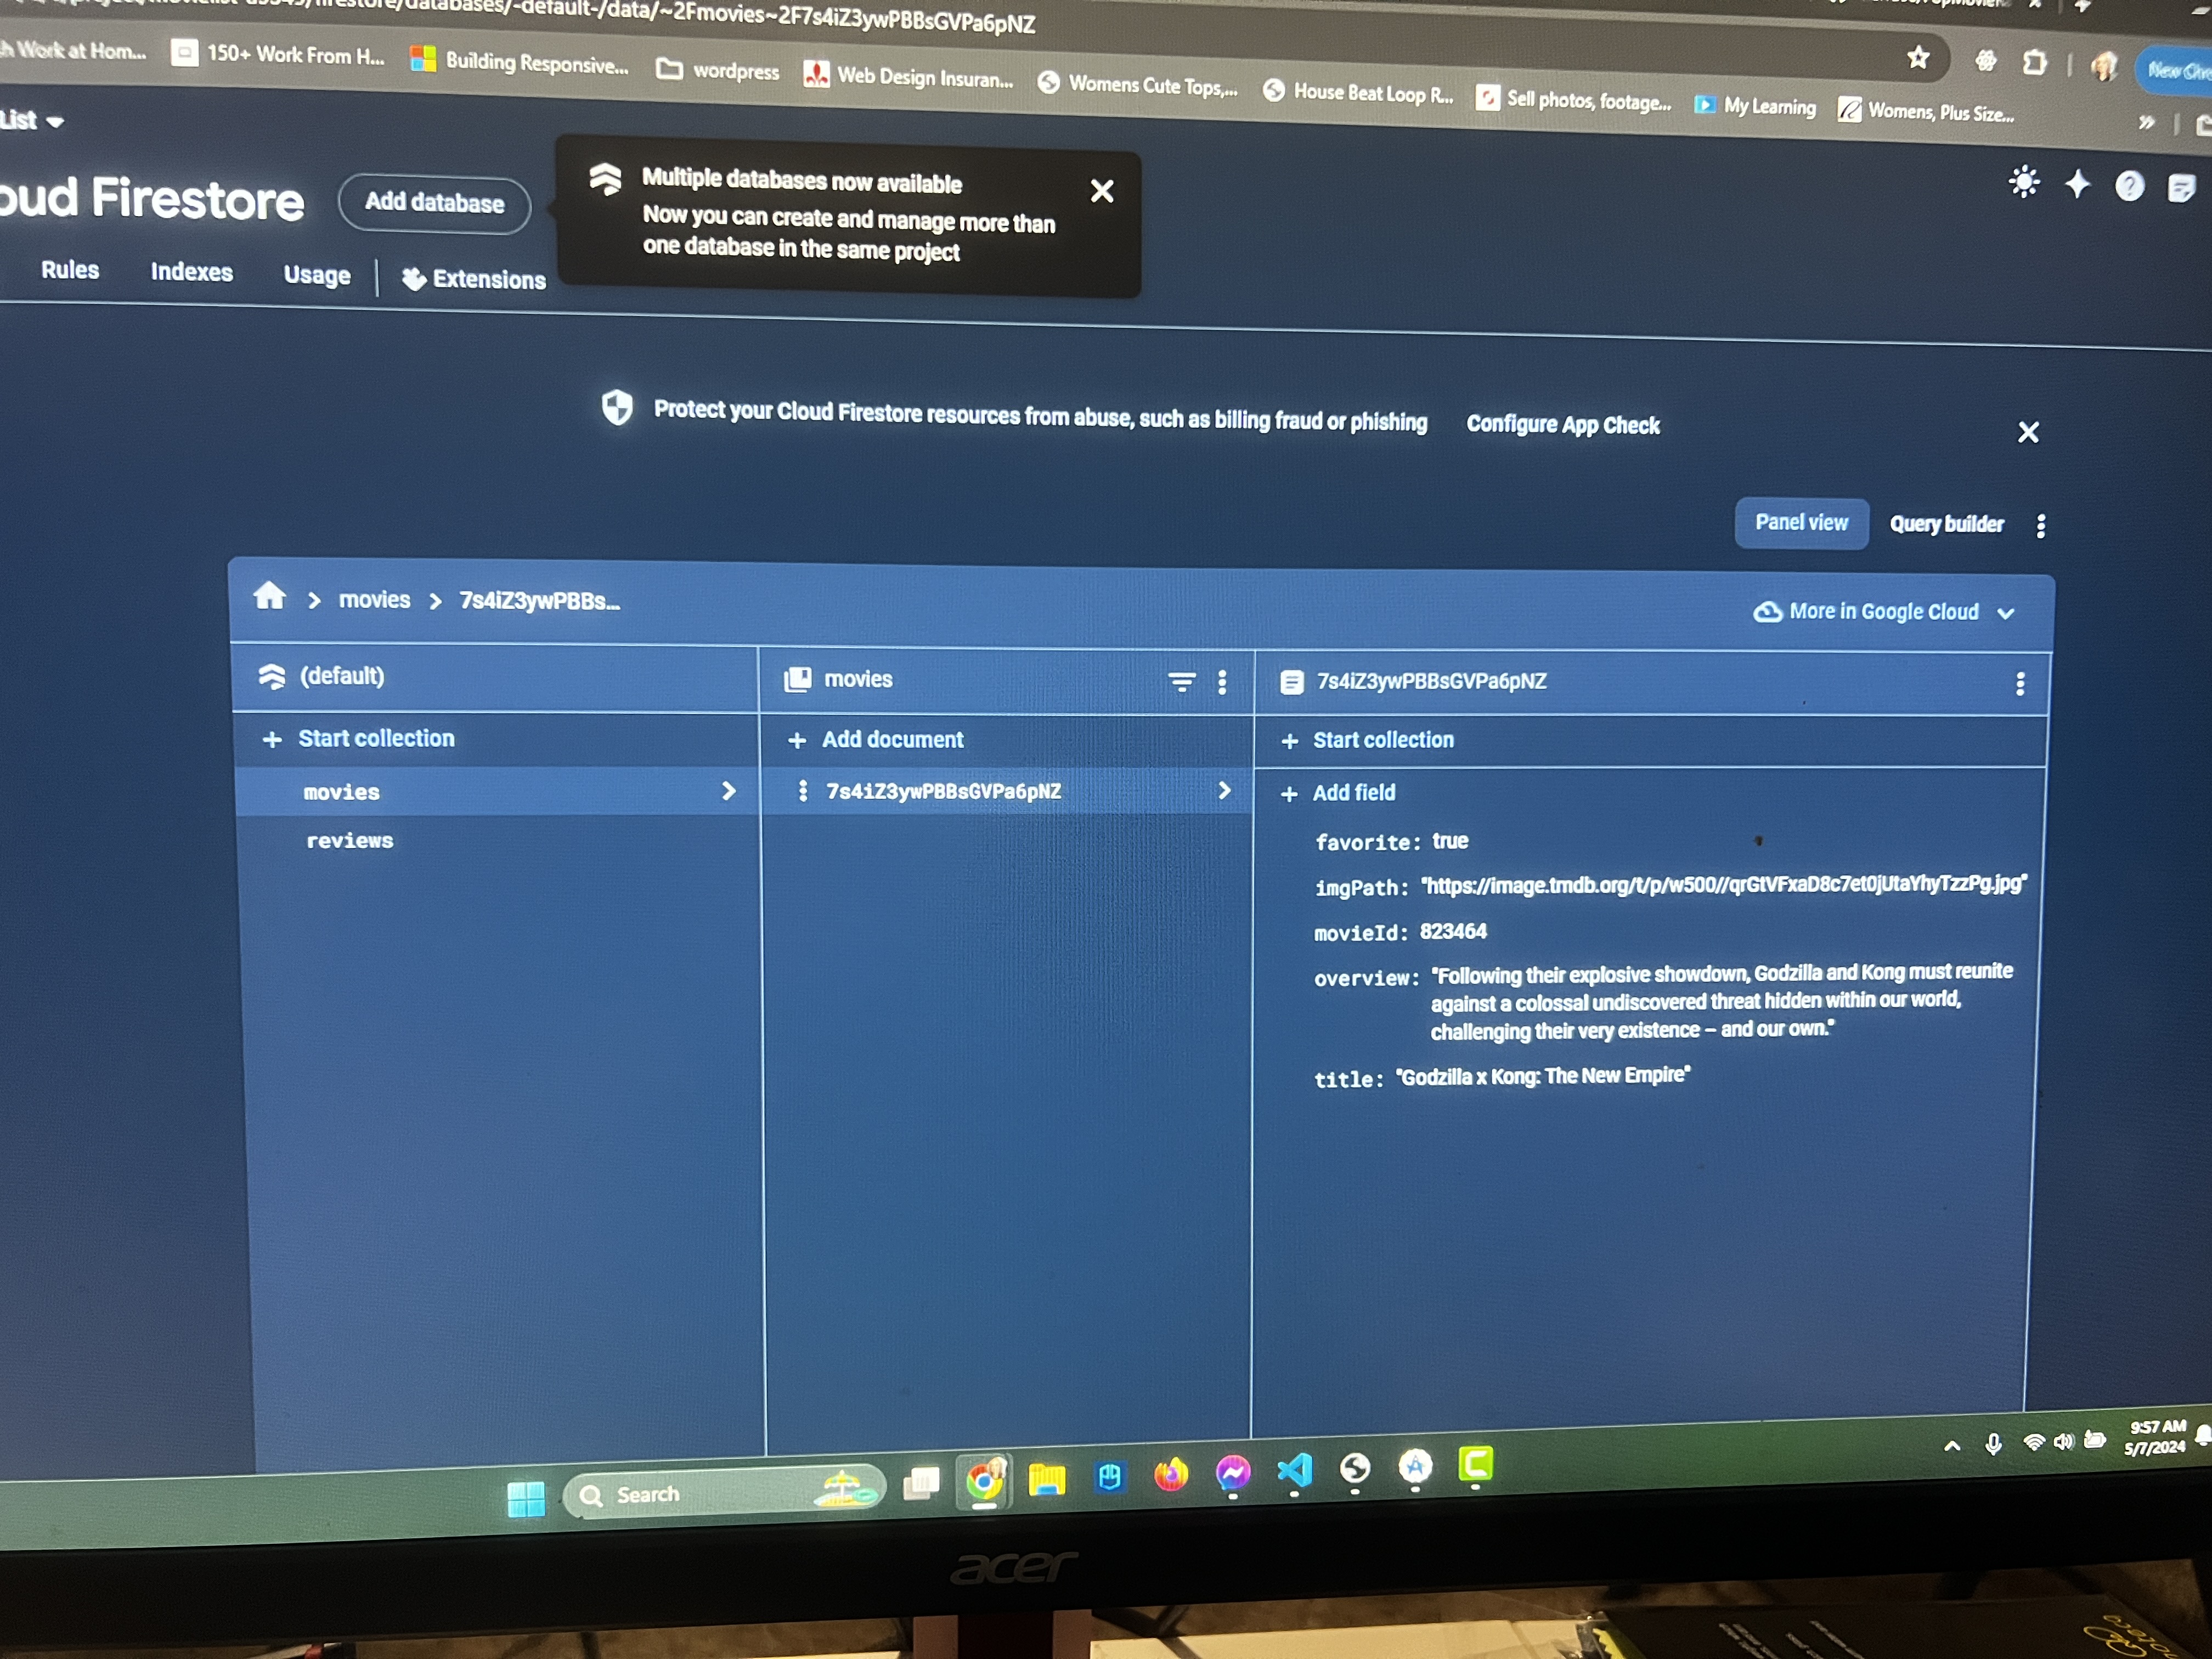 /firestore/databases/-default-/data/~2Fmovies~2F7s4iZ3ywPBBsGVPa6pNZ
Work at Hom... 150+ Work From H... Building Responsive... wordpress Web Design Insuran... Womens Cute Tops,... House Beat Loop R... Sell photos, footage... My Learning Womens, Plus Size...
List
oud Firestore Add database
Multiple databases now available
Now you can create and manage more than
one database in the same project
Rules Indexes Usage Extensions
Protect your Cloud Firestore resources from abuse, such as billing fraud or phishing Configure App Check
Panel view Query builder
movies 7s4iZ3ywPBBs... More in Google Cloud
(default) movies 7s4iZ3ywPBBsGVPa6pNZ
+ Start collection + Add document + Start collection
movies 7s4iZ3ywPBBsGVPa6pNZ + Add field
reviews favorite: true
imgPath: "https://image.tmdb.org/t/p/w500//qrGtVFxaD8c7et0jUtaYhyTzzPg.jpg"
movieId: 823464
overview: "Following their explosive showdown, Godzilla and Kong must reunite
against a colossal undiscovered threat hidden within our world,
challenging their very existence – and our own."
title: "Godzilla x Kong: The New Empire"
9:57 AM
5/7/2024
Search
acer